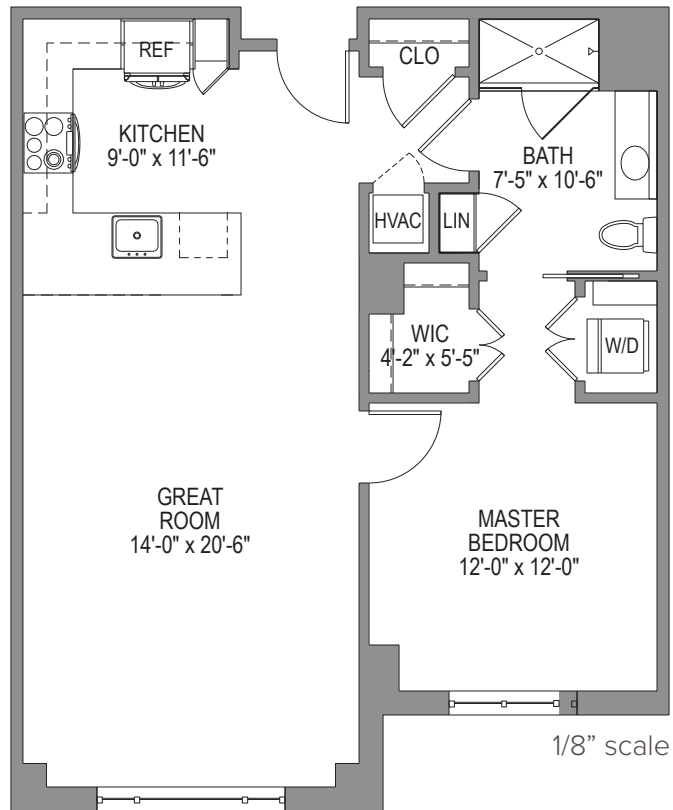 REF
CLO
KITCHEN
9'-0" x 11'-6"
BATH
7'-5" x 10'-6"
HVAC
LIN
WIC
4'-2" x 5'-5"
W/D
GREAT
ROOM
14'-0" x 20'-6"
MASTER
BEDROOM
12'-0" x 12'-0"
1/8” scale